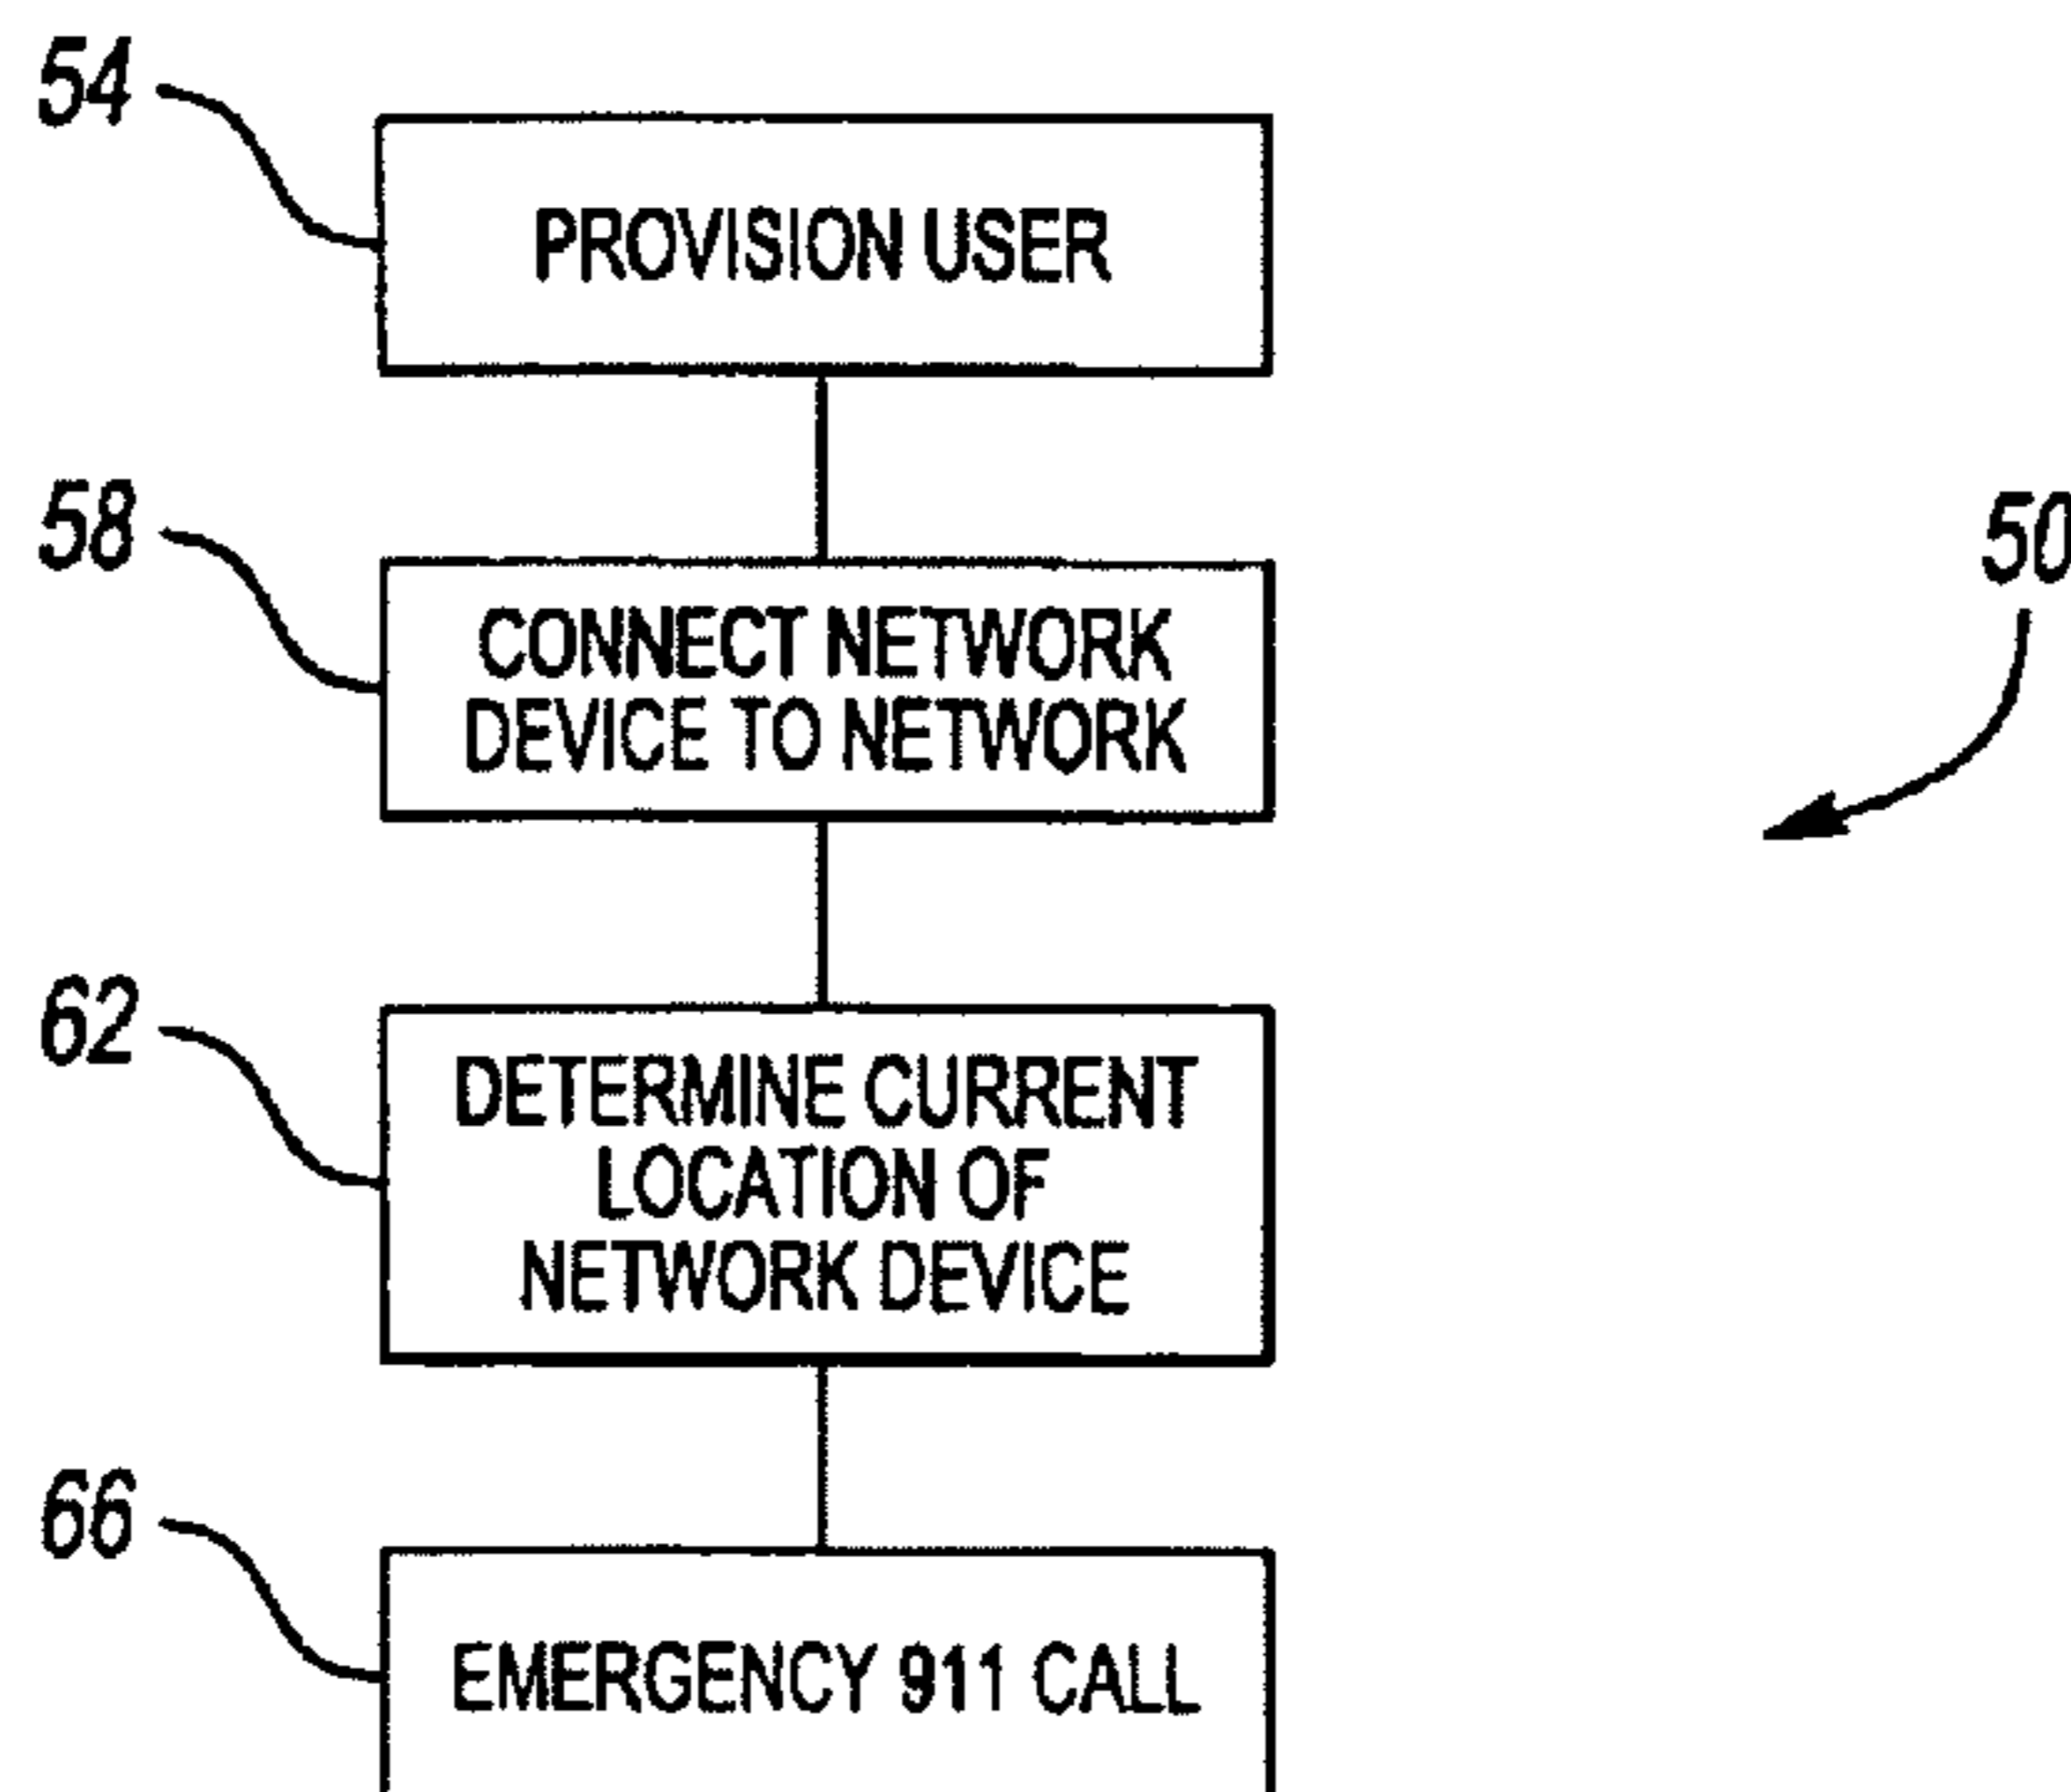 54
PROVISION USER
58
CONNECT NETWORK
DEVICE TO NETWORK
50
62
DETERMINE CURRENT
LOCATION OF
NETWORK DEVICE
66
EMERGENCY 911 CALL